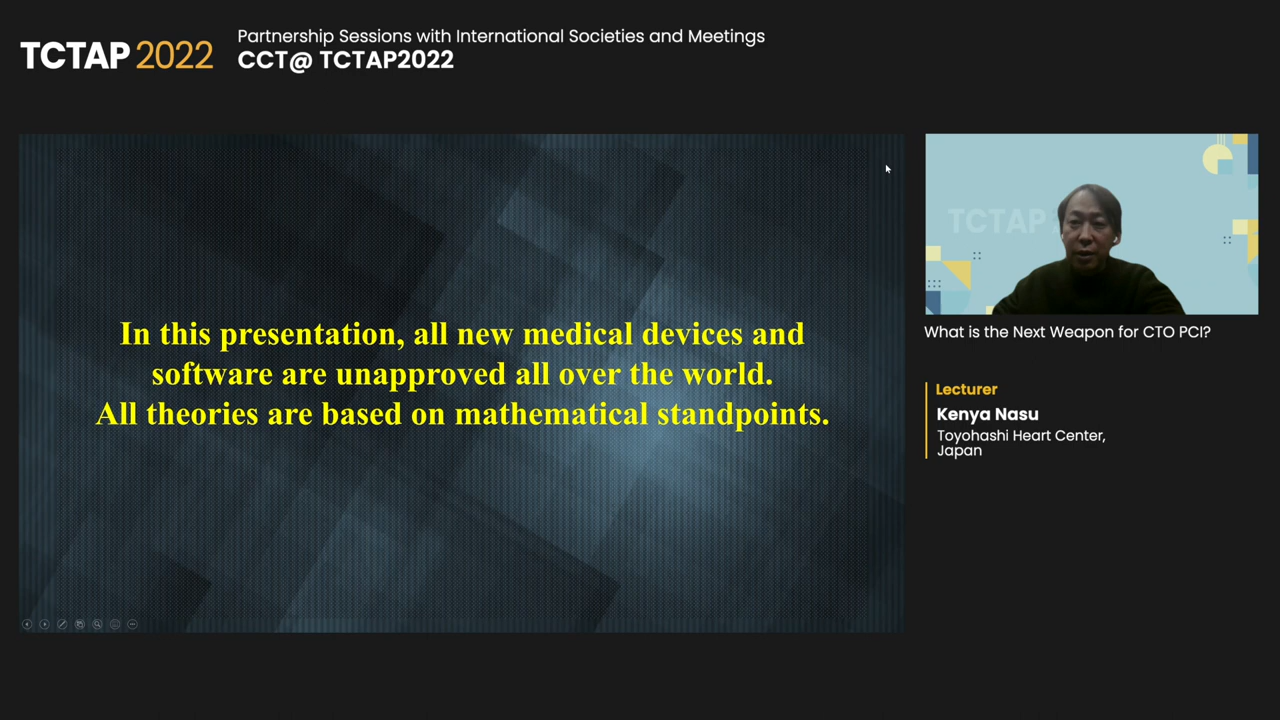 TCTAP 2022
Partnership Sessions with International Societies and Meetings
CCT@ TCTAP2022
In this presentation, all new medical devices and
software are unapproved all over the world.
All theories are based on mathematical standpoints.
TCTAP
What is the Next Weapon for CTO PCI?
Lecturer
Kenya Nasu
Toyohashi Heart Center,
Japan